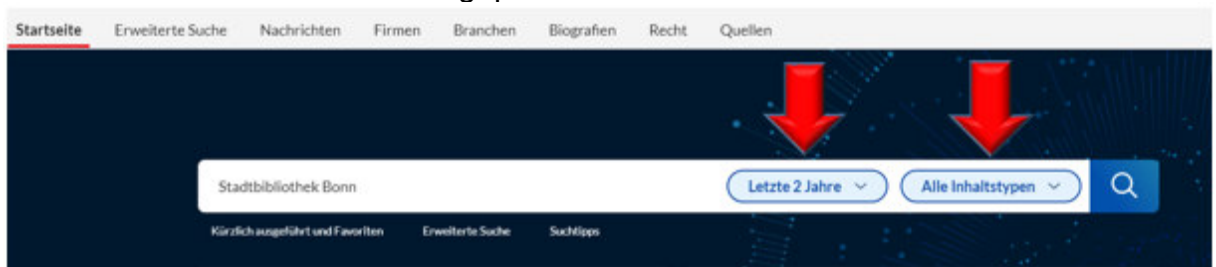 Startseite Erweiterte Suche Nachrichten Firmen Branchen Biografien Recht Quellen
Stadtbibliothek Bonn Letzte 2 Jahre Alle Inhaltstypen
Kürzlich ausgeführt und Favoriten Erweiterte Suche Suchtipps